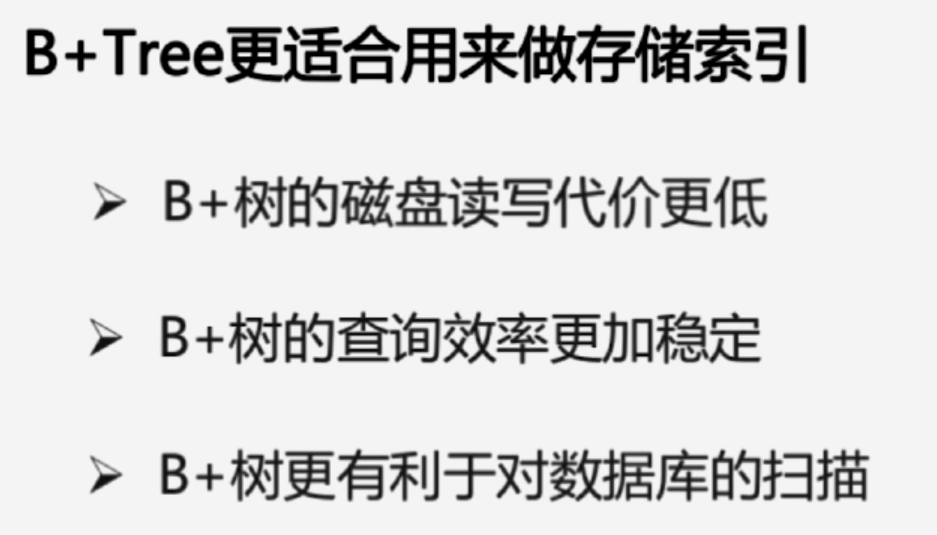 B+Tree更适合用来做存储索引
➢ B+树的磁盘读写代价更低
➢ B+树的查询效率更加稳定
➢ B+树更有利于对数据库的扫描